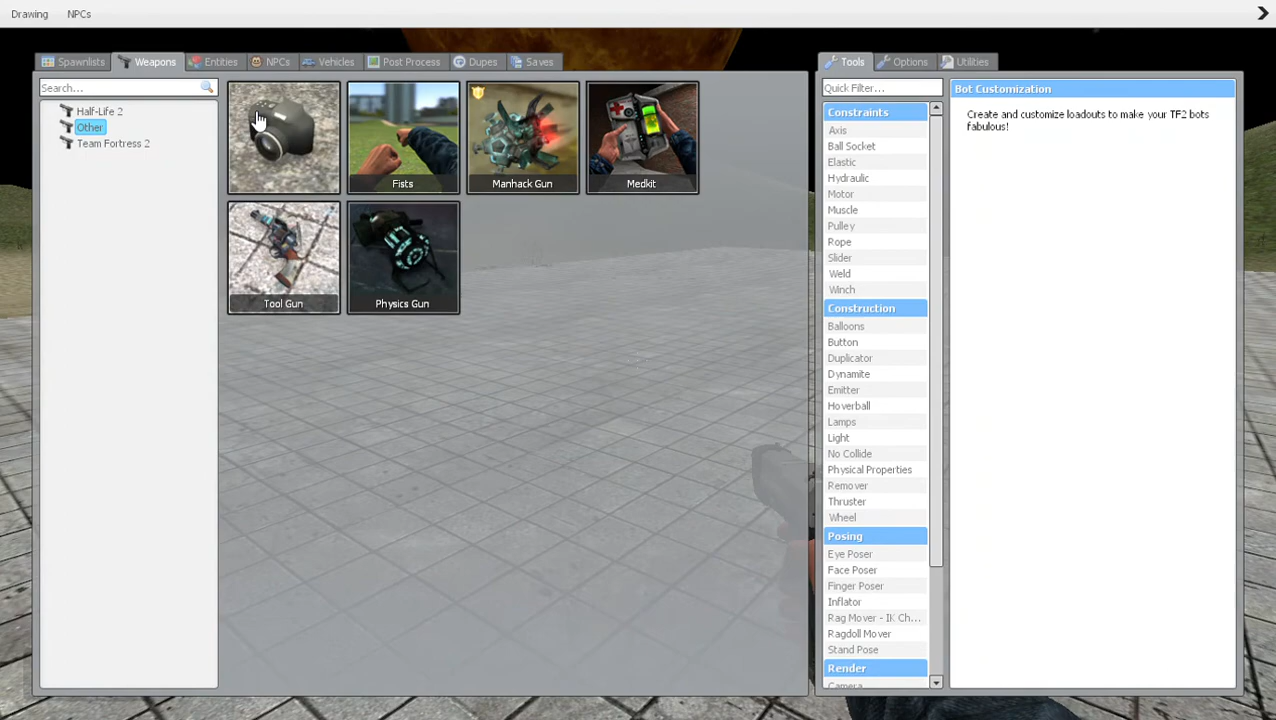 Drawing NPCs
Spawnlists Weapons Entities NPCs Vehicles Post Process Dupes Saves
Search...
Half-Life 2
Other
Team Fortress 2
Fists
Manhack Gun
Medkit
Tool Gun
Physics Gun
Tools Options Utilities
Quick Filter...
Constraints
Axis
Ball Socket
Elastic
Hydraulic
Motor
Muscle
Pulley
Rope
Slider
Weld
Winch
Construction
Balloons
Button
Duplicator
Dynamite
Emitter
Hoverball
Lamps
Light
No Collide
Physical Properties
Remover
Thruster
Wheel
Posing
Eye Poser
Face Poser
Finger Poser
Inflator
Rag Mover - IK Ch...
Ragdoll Mover
Stand Pose
Render
Camera
Bot Customization
Create and customize loadouts to make your TF2 bots
fabulous!